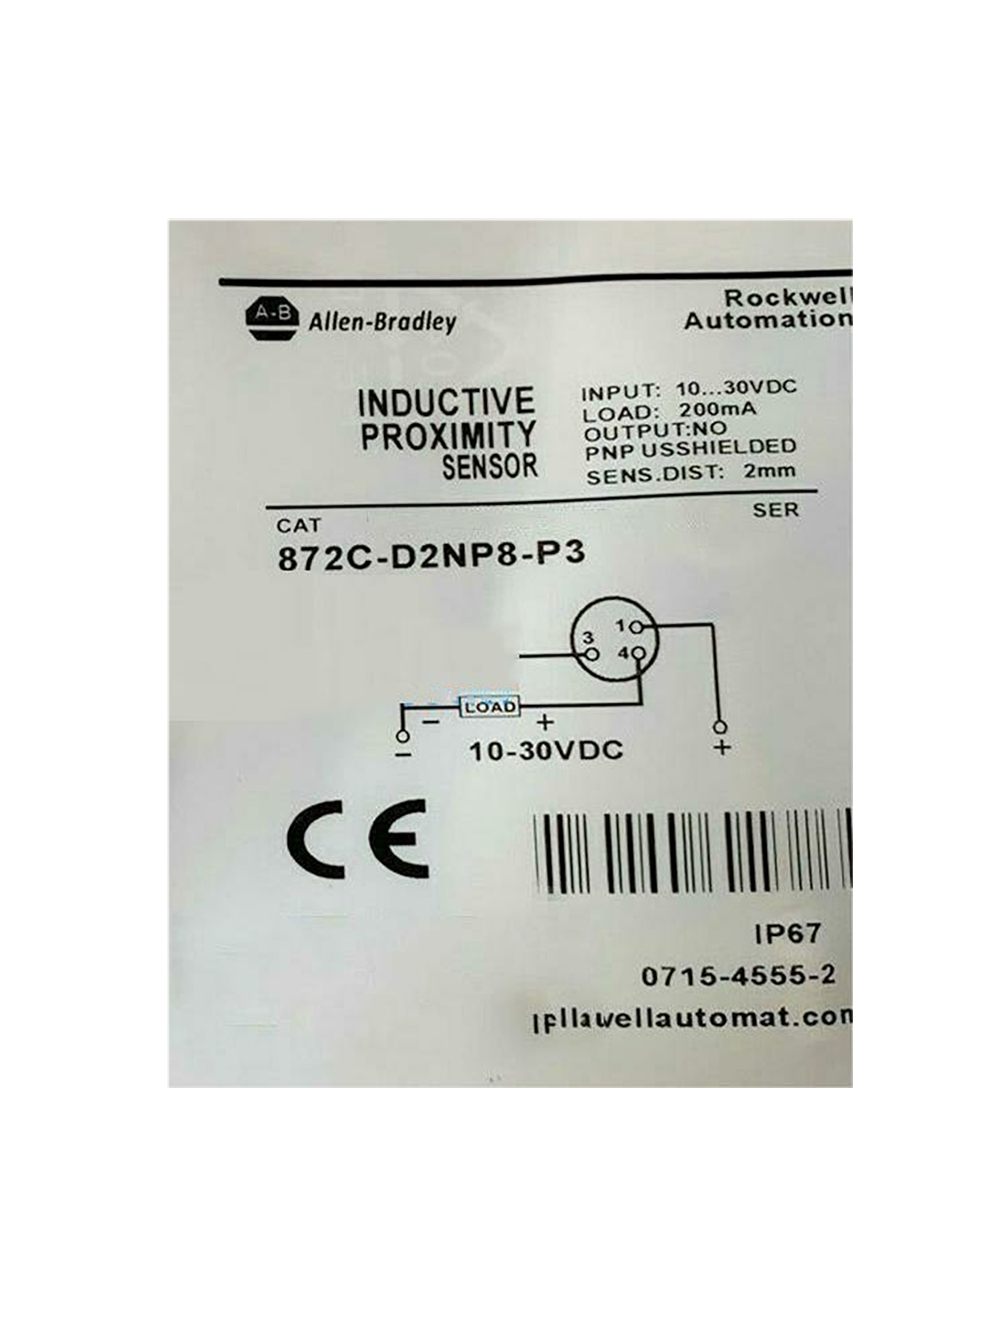 A-B Allen-Bradley
Rockwell
Automation
INDUCTIVE
PROXIMITY
SENSOR
INPUT: 10...30VDC
LOAD: 200mA
OUTPUT:NO
PNP USSHIELDED
SENS.DIST: 2mm
CAT
SER
872C-D2NP8-P3
1
3
4
LOAD
- +
- 10-30VDC +
CE
IP67
0715-4555-2